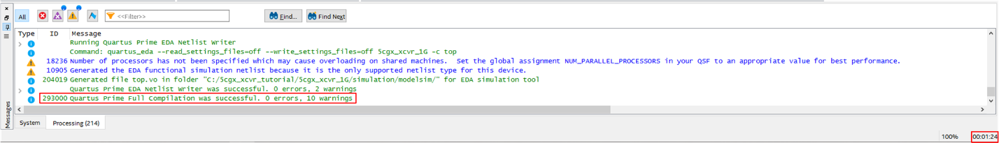 All <<Filter>> Find... Find Next
Type ID Message
Running Quartus Prime EDA Netlist Writer
Command: quartus_eda --read_settings_files=off --write_settings_files=off 5cgx_xcvr_1G -c top
18236 Number of processors has not been specified which may cause overloading on shared machines.  Set the global assignment NUM_PARALLEL_PROCESSORS in your QSF to an appropriate value for best performance.
10905 Generated the EDA functional simulation netlist because it is the only supported netlist type for this device.
204019 Generated file top.vo in folder "C:/5cgx_xcvr_tutorial/5cgx_xcvr_1G/simulation/modelsim/" for EDA simulation tool
Quartus Prime EDA Netlist Writer was successful. 0 errors, 2 warnings
293000 Quartus Prime Full Compilation was successful. 0 errors, 10 warnings
Messages
System Processing (214)
100% 00:01:24